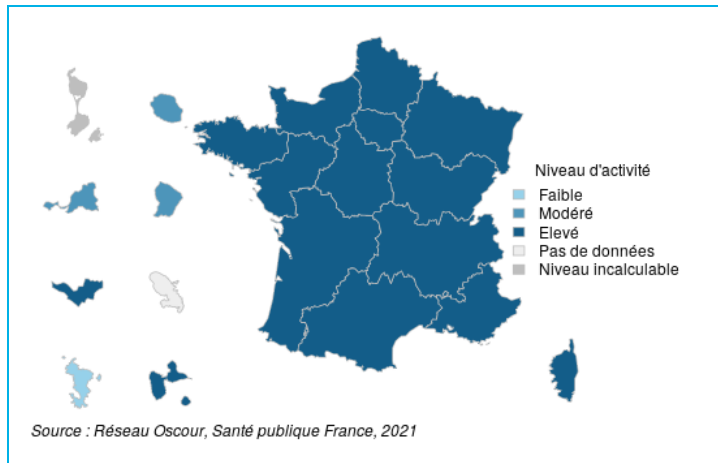 Niveau d'activité
Faible
Modéré
Elevé
Pas de données
Niveau incalculable
Source : Réseau Oscour, Santé publique France, 2021